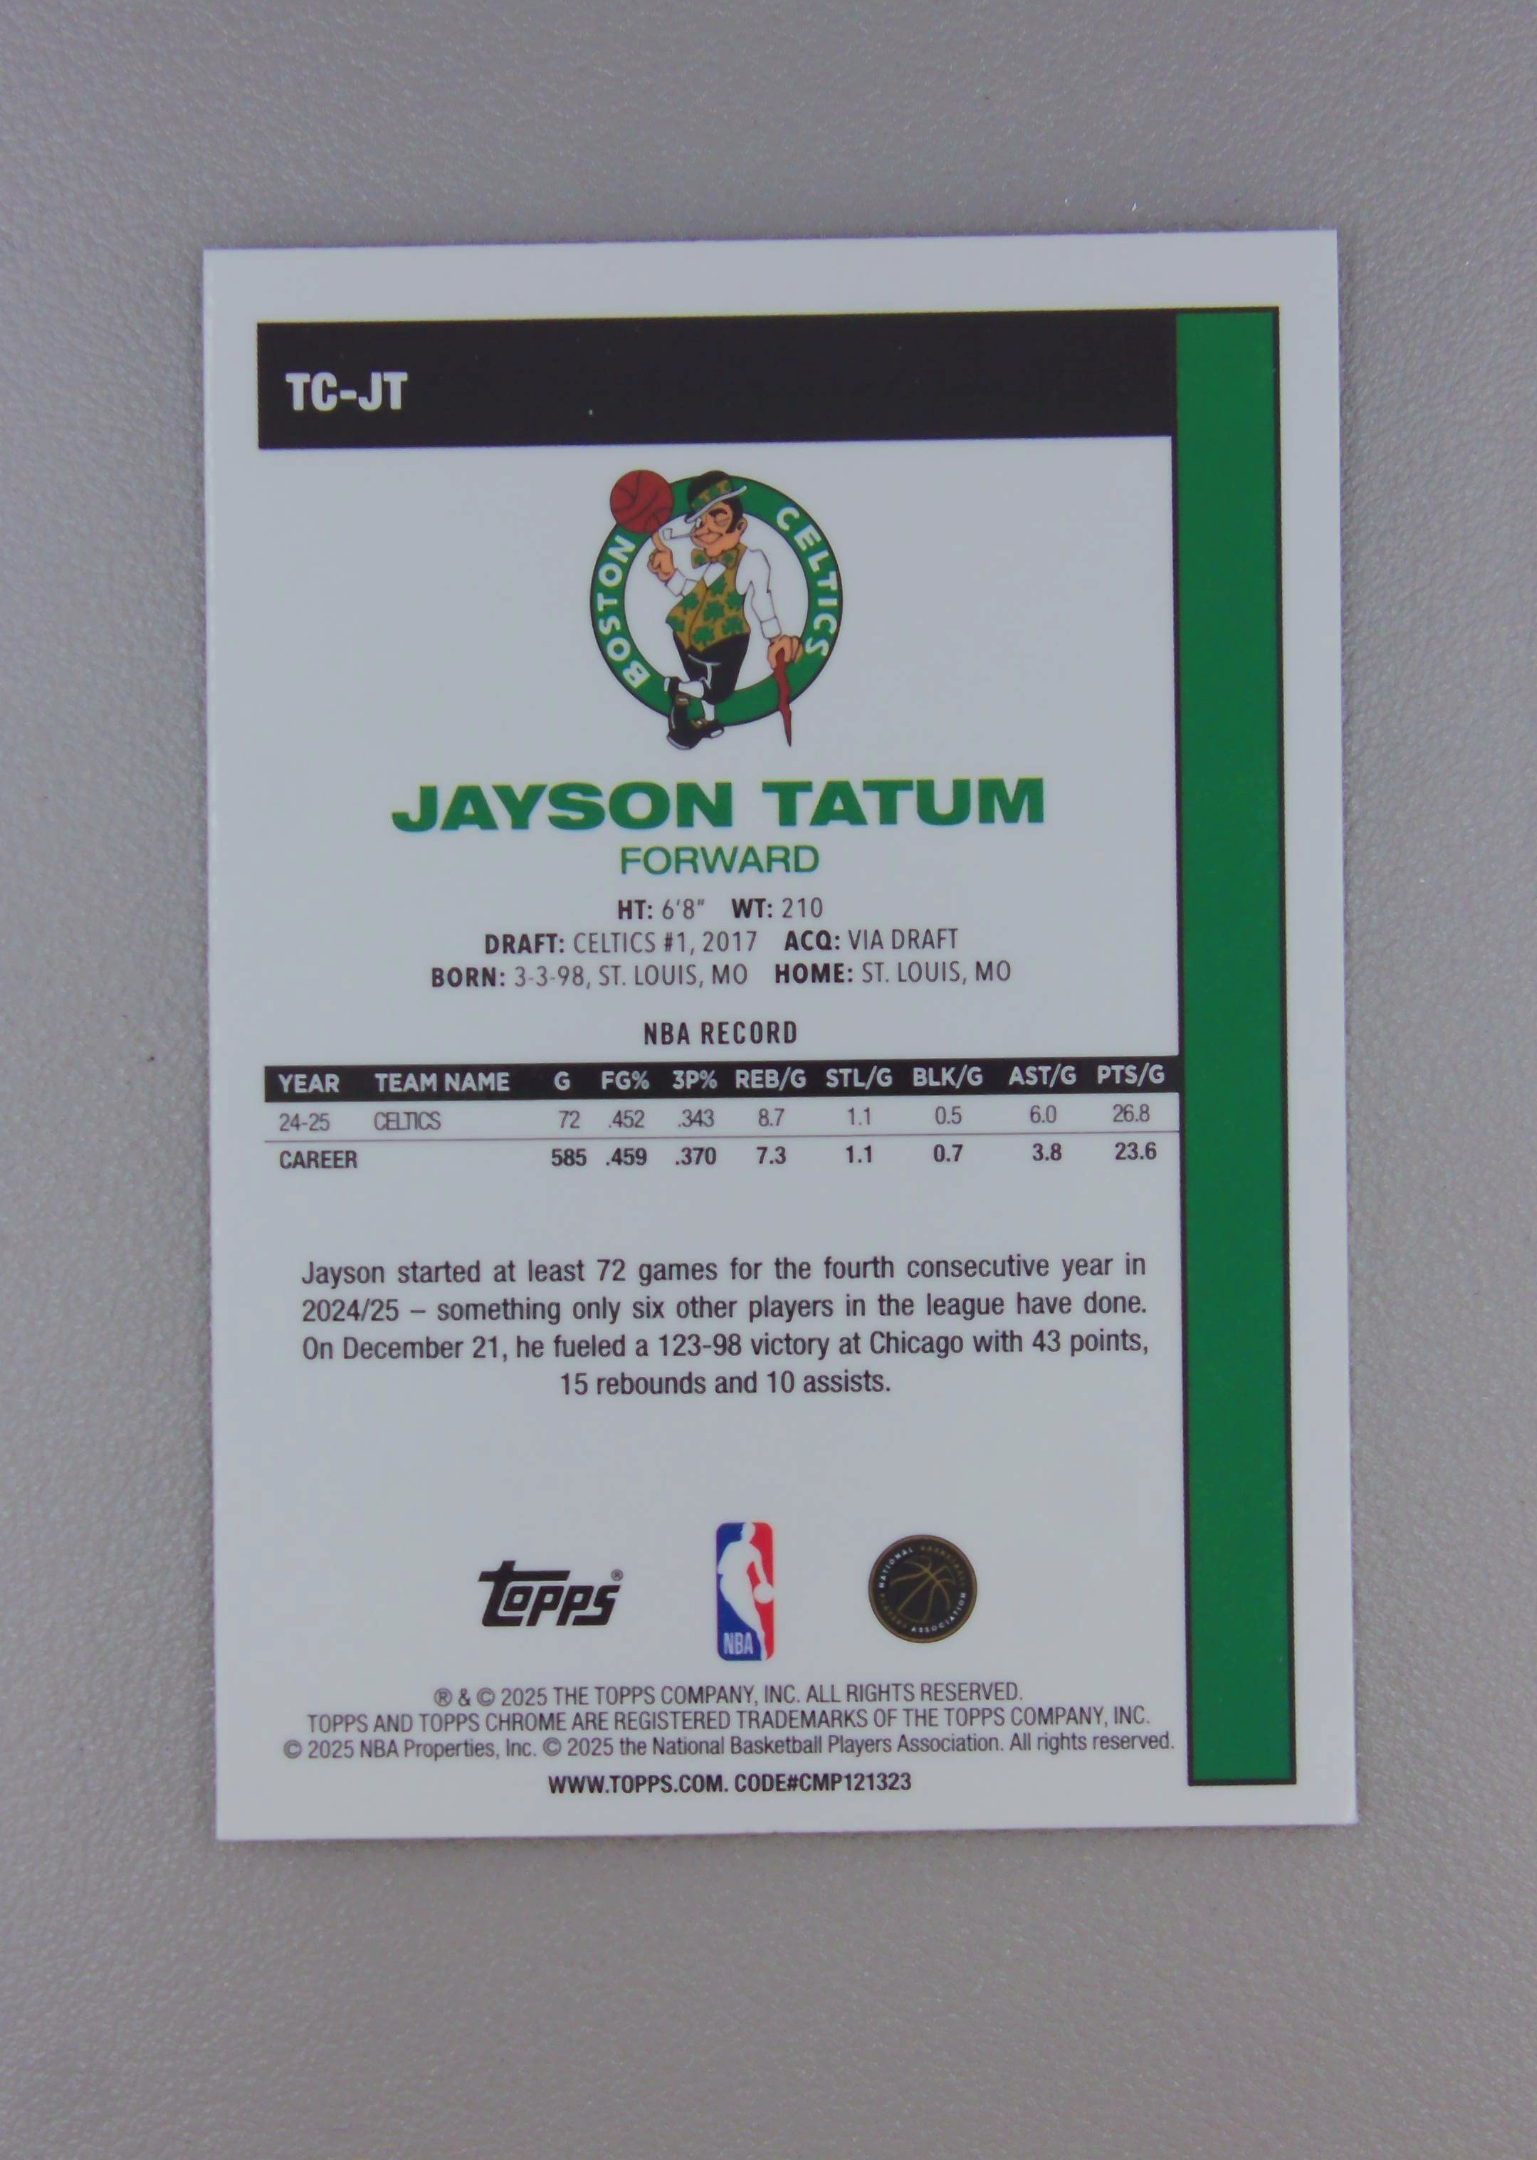 TC-JT
BOSTON CELTICS
JAYSON TATUM
FORWARD
HT: 6'8" WT: 210
DRAFT: CELTICS #1, 2017 ACQ: VIA DRAFT
BORN: 3-3-98, ST. LOUIS, MO HOME: ST. LOUIS, MO
NBA RECORD
YEAR TEAM NAME G FG% 3P% REB/G STL/G BLK/G AST/G PTS/G
24-25 CELTICS 72 .452 .343 8.7 1.1 0.5 6.0 26.8
CAREER 585 .459 .370 7.3 1.1 0.7 3.8 23.6
Jayson started at least 72 games for the fourth consecutive year in
2024/25 – something only six other players in the league have done.
On December 21, he fueled a 123-98 victory at Chicago with 43 points,
15 rebounds and 10 assists.
topps®
NBA
NATIONAL BASKETBALL PLAYERS ASSOCIATION
® & © 2025 THE TOPPS COMPANY, INC. ALL RIGHTS RESERVED.
TOPPS AND TOPPS CHROME ARE REGISTERED TRADEMARKS OF THE TOPPS COMPANY, INC.
© 2025 NBA Properties, Inc. © 2025 the National Basketball Players Association. All rights reserved.
WWW.TOPPS.COM. CODE#CMP121323